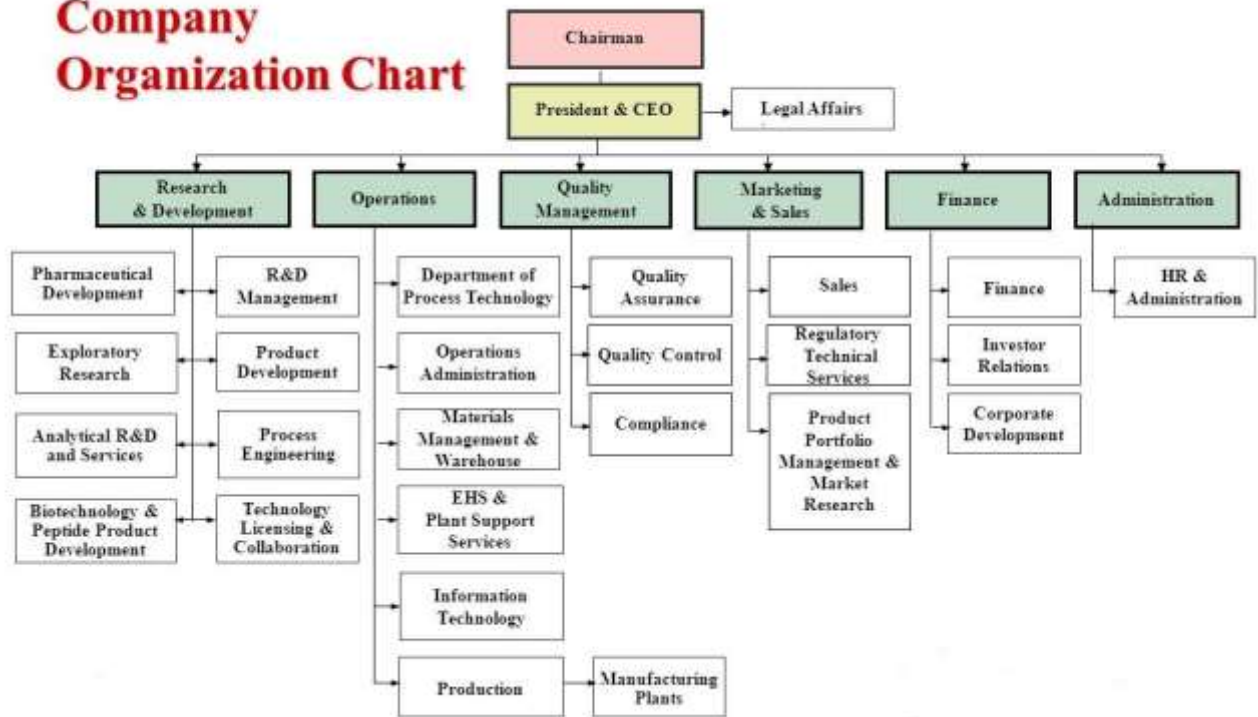 Company
Organization Chart
Chairman
President & CEO
Legal Affairs
Research
& Development
Operations
Quality
Management
Marketing
& Sales
Finance
Administration
Pharmaceutical
Development
R&D
Management
Exploratory
Research
Product
Development
Analytical R&D
and Services
Process
Engineering
Biotechnology &
Peptide Product
Development
Technology
Licensing &
Collaboration
Department of
Process Technology
Operations
Administration
Materials
Management &
Warehouse
EHS &
Plant Support
Services
Information
Technology
Production
Manufacturing
Plants
Quality
Assurance
Quality Control
Compliance
Sales
Regulatory
Technical
Services
Product
Portfolio
Management &
Market
Research
Finance
Investor
Relations
Corporate
Development
HR &
Administration